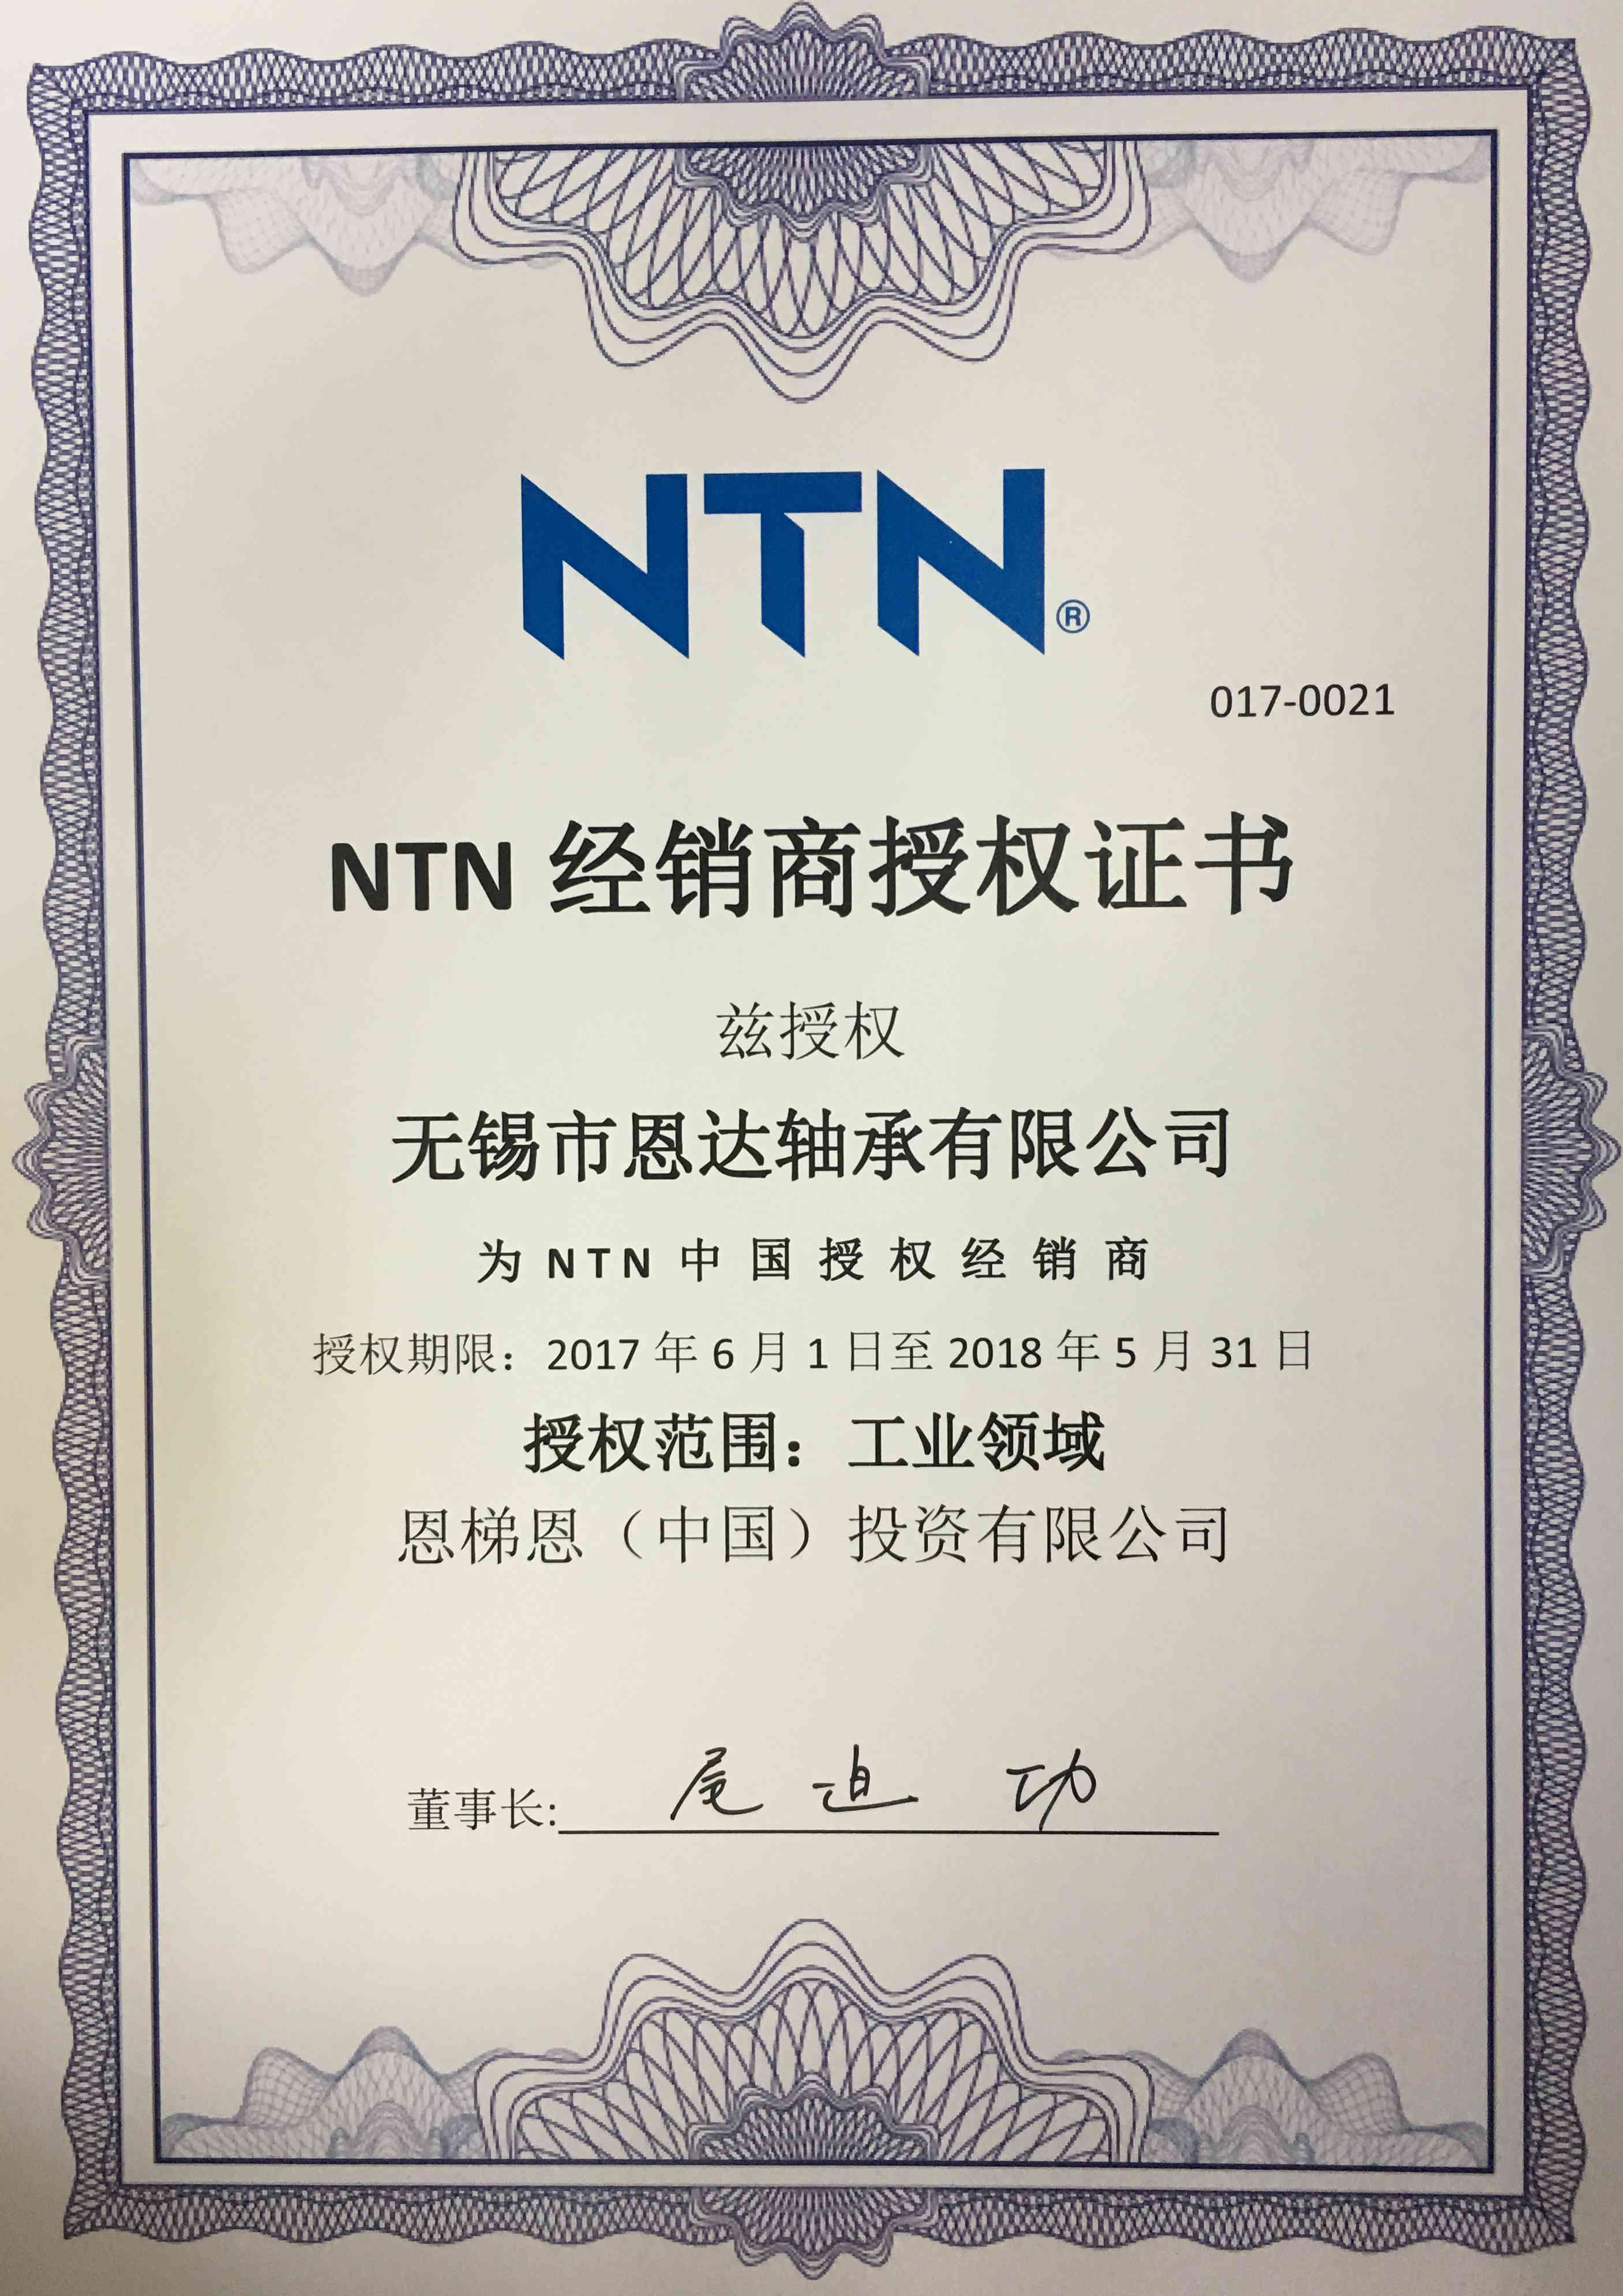 NTN®
017-0021
NTN 经销商授权证书
兹授权
无锡市恩达轴承有限公司
为 NTN 中国授权经销商
授权期限：2017 年 6 月 1 日至 2018 年 5 月 31 日
授权范围：工业领域
恩梯恩（中国）投资有限公司
董事长: 尾迫 功